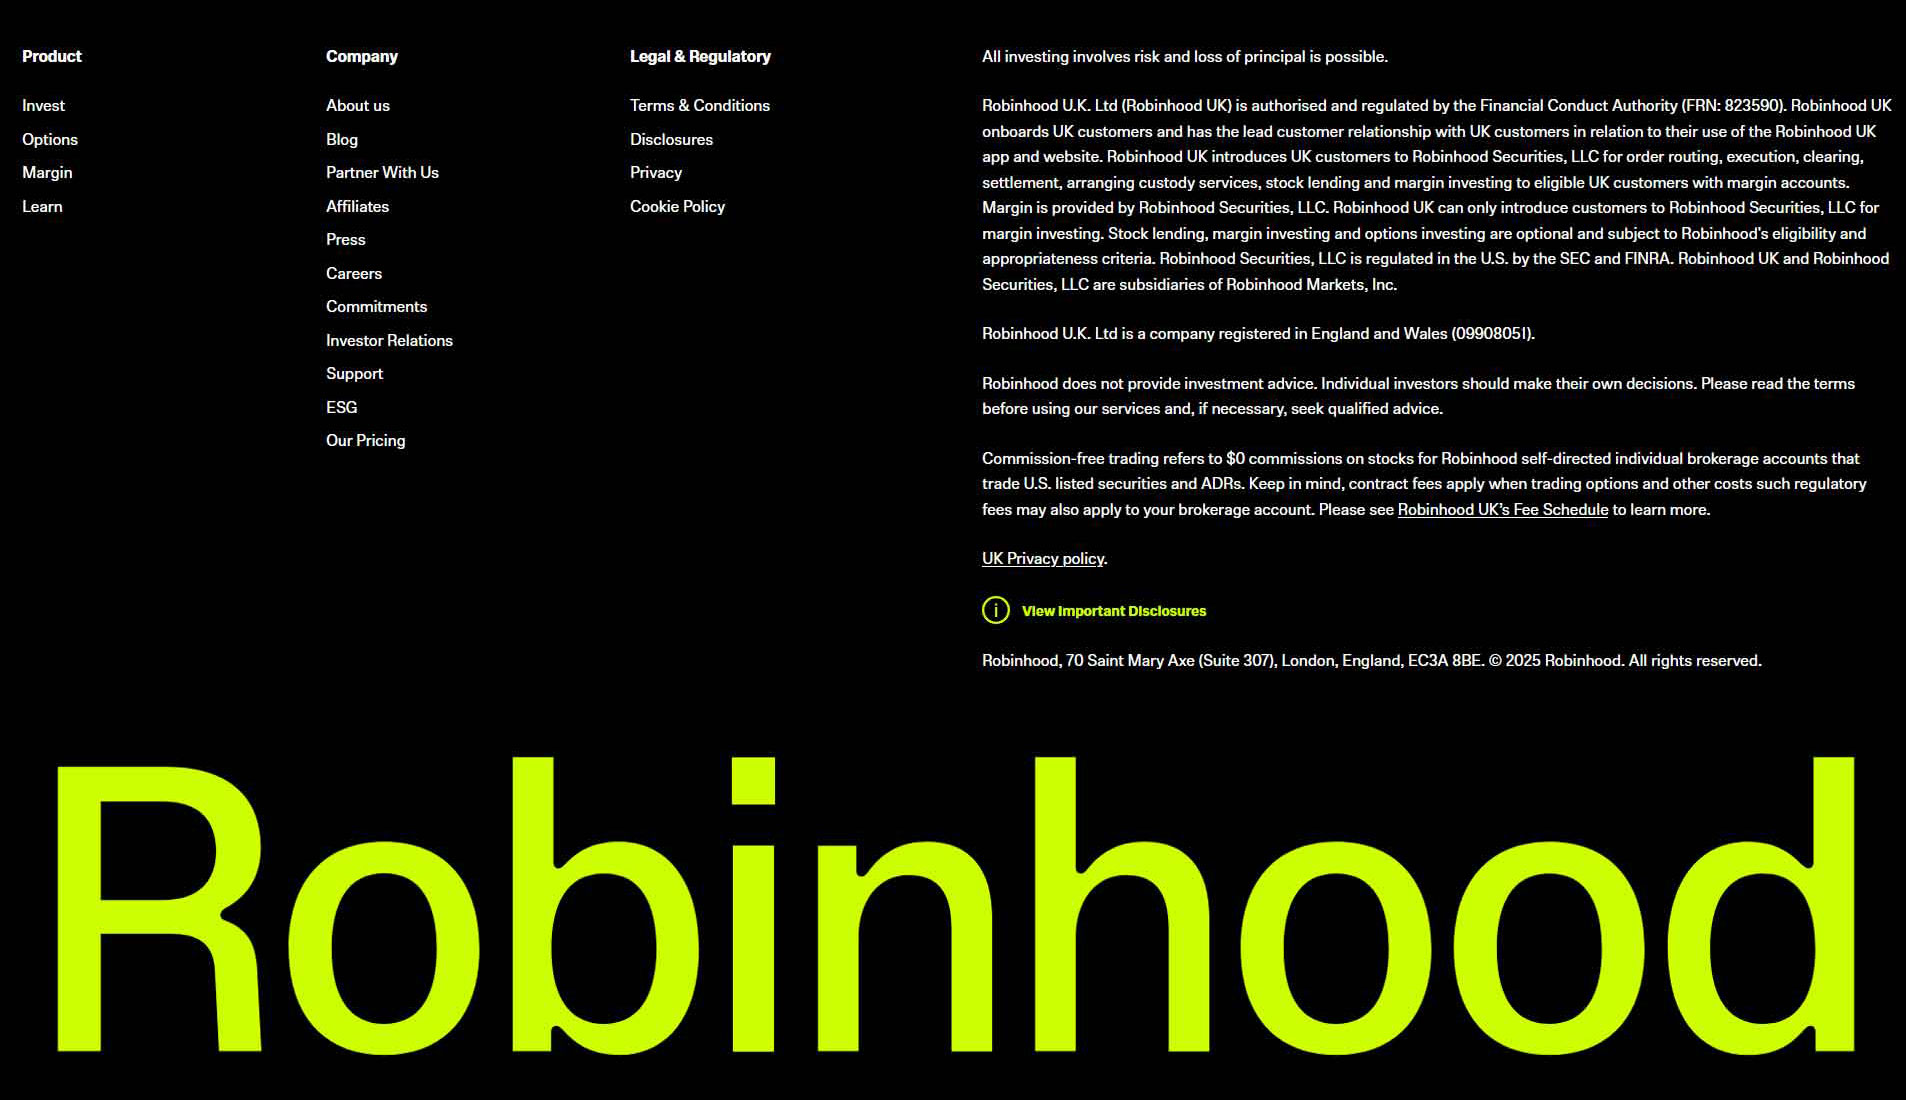 Product
Invest
Options
Margin
Learn
Company
About us
Blog
Partner With Us
Affiliates
Press
Careers
Commitments
Investor Relations
Support
ESG
Our Pricing
Legal & Regulatory
Terms & Conditions
Disclosures
Privacy
Cookie Policy
All investing involves risk and loss of principal is possible.
Robinhood U.K. Ltd (Robinhood UK) is authorised and regulated by the Financial Conduct Authority (FRN: 823590). Robinhood UK
onboards UK customers and has the lead customer relationship with UK customers in relation to their use of the Robinhood UK
app and website. Robinhood UK introduces UK customers to Robinhood Securities, LLC for order routing, execution, clearing,
settlement, arranging custody services, stock lending and margin investing to eligible UK customers with margin accounts.
Margin is provided by Robinhood Securities, LLC. Robinhood UK can only introduce customers to Robinhood Securities, LLC for
margin investing. Stock lending, margin investing and options investing are optional and subject to Robinhood's eligibility and
appropriateness criteria. Robinhood Securities, LLC is regulated in the U.S. by the SEC and FINRA. Robinhood UK and Robinhood
Securities, LLC are subsidiaries of Robinhood Markets, Inc.
Robinhood U.K. Ltd is a company registered in England and Wales (09908051).
Robinhood does not provide investment advice. Individual investors should make their own decisions. Please read the terms
before using our services and, if necessary, seek qualified advice.
Commission-free trading refers to $0 commissions on stocks for Robinhood self-directed individual brokerage accounts that
trade U.S. listed securities and ADRs. Keep in mind, contract fees apply when trading options and other costs such regulatory
fees may also apply to your brokerage account. Please see Robinhood UK’s Fee Schedule to learn more.
UK Privacy policy.
View Important Disclosures
Robinhood, 70 Saint Mary Axe (Suite 307), London, England, EC3A 8BE. © 2025 Robinhood. All rights reserved.
Robinhood